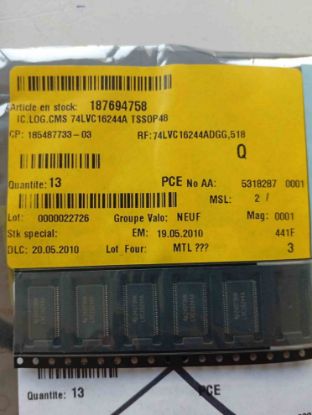 Article en stock: 187694758
IC.LOG.CMS 74LVC16244A TSSOP48
CP: 185487733-03 RF:74LVC16244ADGG,518
Q
Quantite: 13 PCE No AA: 5319287 0001
MSL: 2 /
Lot: 0000022726 Groupe Valo: NEUF Mag: 0001
Stk special: EM: 19.05.2010 441F
DLC: 20.05.2010 Lot Four: MTL ??? 3
Quantite: 13 PCE